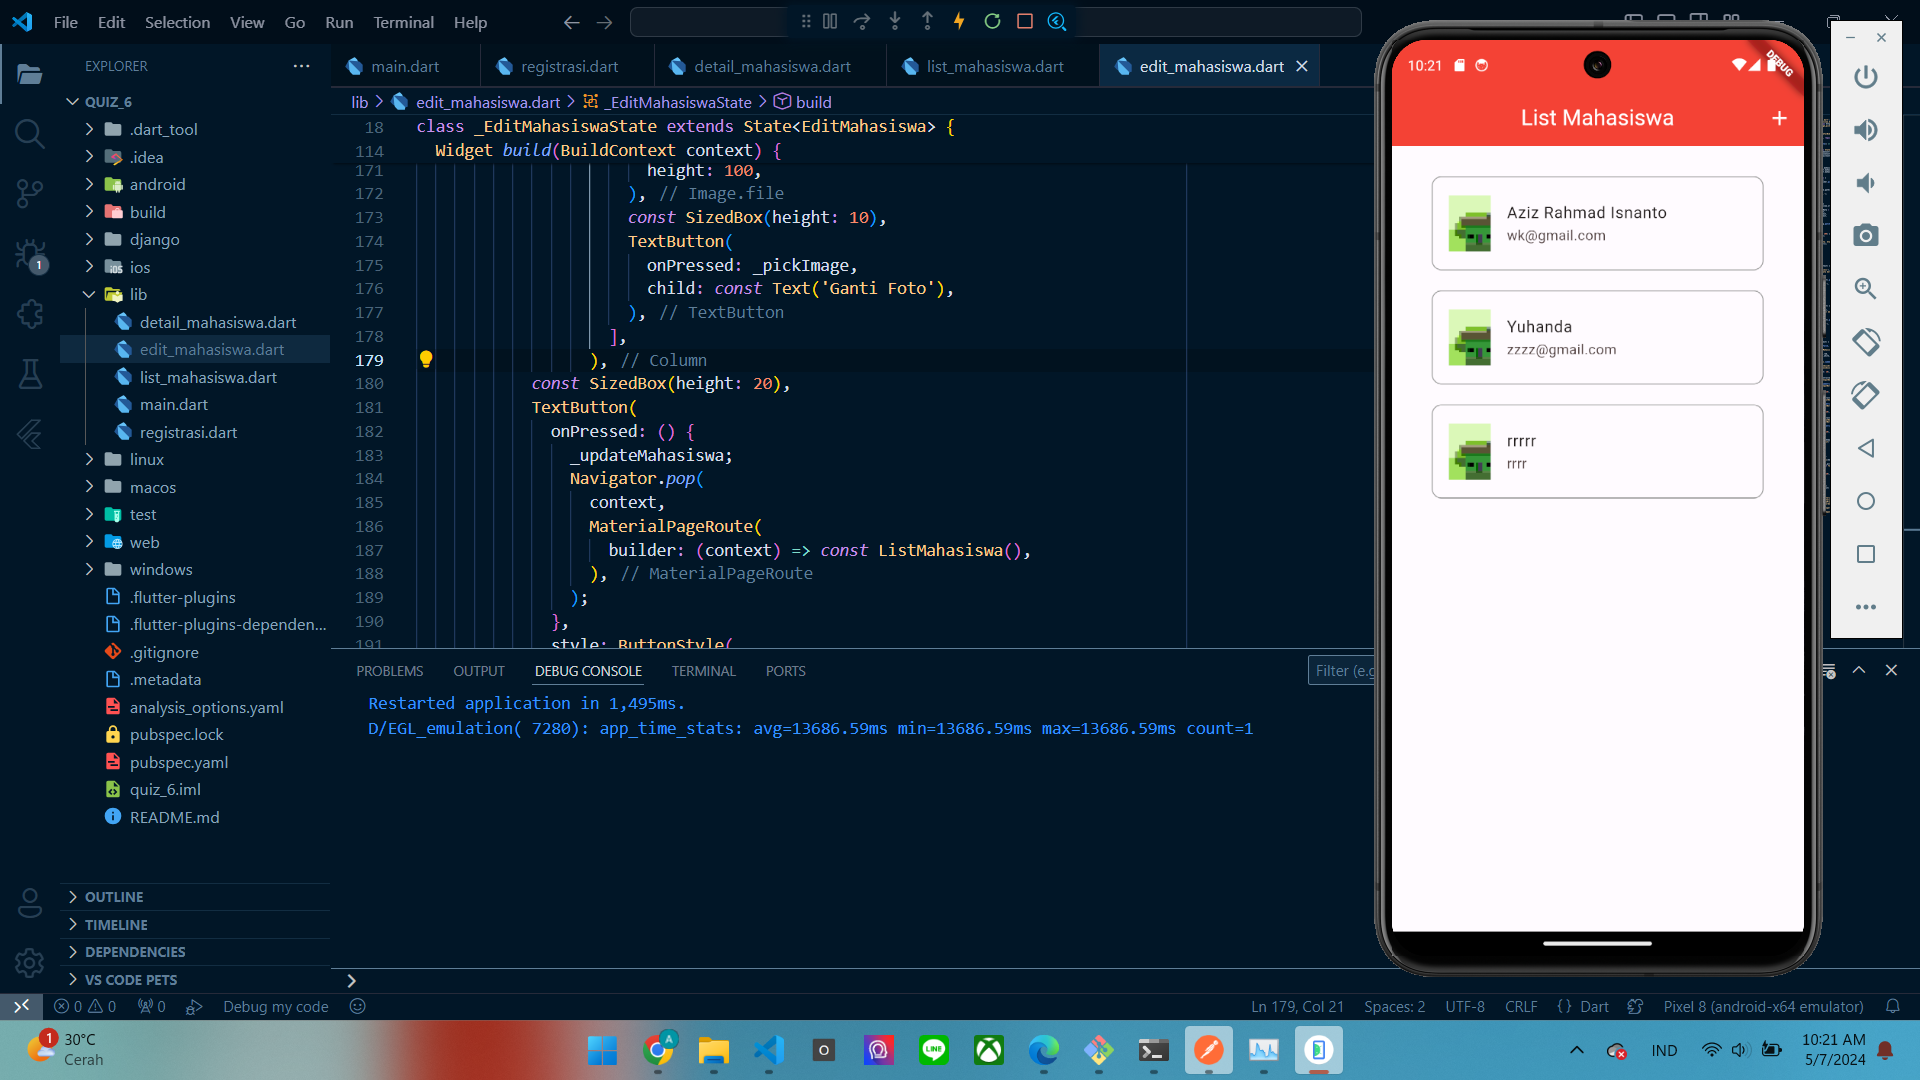 File Edit Selection View Go Run Terminal Help
EXPLORER
QUIZ_6
.dart_tool
.idea
android
build
django
ios
lib
detail_mahasiswa.dart
edit_mahasiswa.dart
list_mahasiswa.dart
main.dart
registrasi.dart
linux
macos
test
web
windows
.flutter-plugins
.flutter-plugins-dependen...
.gitignore
.metadata
analysis_options.yaml
pubspec.lock
pubspec.yaml
quiz_6.iml
README.md
OUTLINE
TIMELINE
DEPENDENCIES
VS CODE PETS
main.dart registrasi.dart detail_mahasiswa.dart list_mahasiswa.dart edit_mahasiswa.dart
lib > edit_mahasiswa.dart > _EditMahasiswaState > build
18 class _EditMahasiswaState extends State<EditMahasiswa> {
114 Widget build(BuildContext context) {
171 height: 100,
172 ), // Image.file
173 const SizedBox(height: 10),
174 TextButton(
175 onPressed: _pickImage,
176 child: const Text('Ganti Foto'),
177 ), // TextButton
178 ],
179 ), // Column
180 const SizedBox(height: 20),
181 TextButton(
182 onPressed: () {
183 _updateMahasiswa;
184 Navigator.pop(
185 context,
186 MaterialPageRoute(
187 builder: (context) => const ListMahasiswa(),
188 ), // MaterialPageRoute
189 );
190 },
191 style: ButtonStyle(
PROBLEMS OUTPUT DEBUG CONSOLE TERMINAL PORTS
Filter (e.g
Restarted application in 1,495ms.
D/EGL_emulation( 7280): app_time_stats: avg=13686.59ms min=13686.59ms max=13686.59ms count=1
10:21
DEBUG
List Mahasiswa +
Aziz Rahmad Isnanto
wk@gmail.com
Yuhanda
zzzz@gmail.com
rrrrr
rrrr
0 0 0 Debug my code
Ln 179, Col 21 Spaces: 2 UTF-8 CRLF {} Dart Pixel 8 (android-x64 emulator)
1
1
30°C
Cerah
A
O
LINE
IND
10:21 AM
5/7/2024